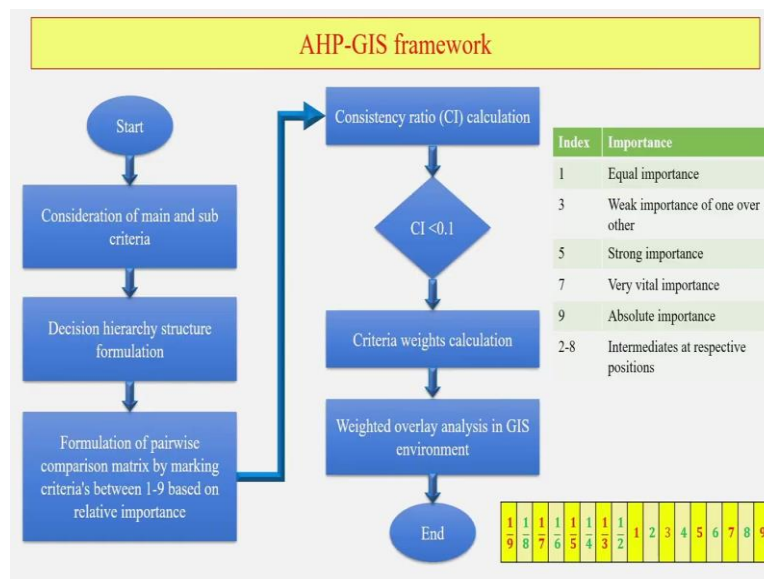 AHP-GIS framework
Start
Consideration of main and sub
criteria
Decision hierarchy structure
formulation
Formulation of pairwise
comparison matrix by marking
criteria's between 1-9 based on
relative importance
Consistency ratio (CI) calculation
CI <0.1
Criteria weights calculation
Weighted overlay analysis in GIS
environment
End
Index Importance
1 Equal importance
3 Weak importance of one over
other
5 Strong importance
7 Very vital importance
9 Absolute importance
2-8 Intermediates at respective
positions
1/9 1/8 1/7 1/6 1/5 1/4 1/3 1/2 1 2 3 4 5 6 7 8 9